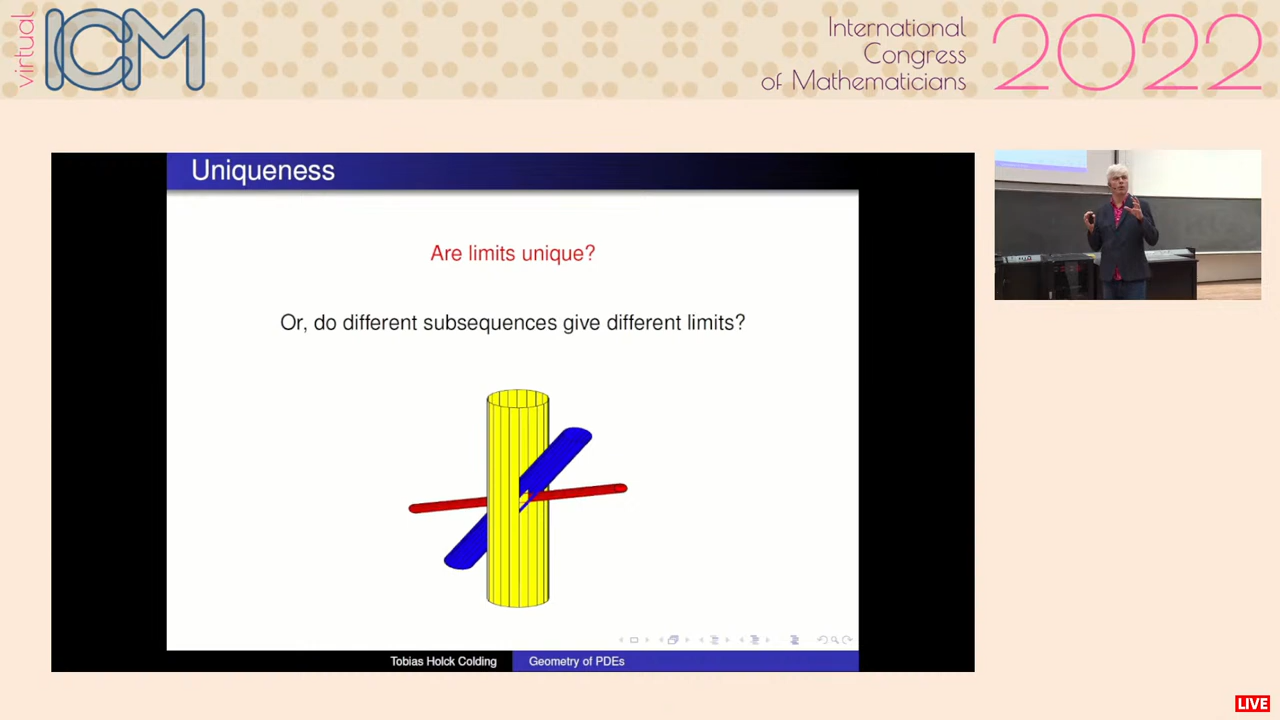 virtual
ICM
International
Congress
of Mathematicians
2022
Uniqueness
Are limits unique?
Or, do different subsequences give different limits?
Tobias Holck Colding
Geometry of PDEs
LIVE